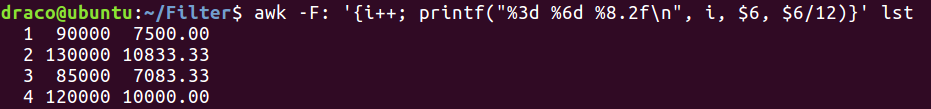 draco@ubuntu:~/Filter$ awk -F: '{i++; printf("%3d %6d %8.2f\n", i, $6, $6/12)}' lst
  1  90000  7500.00
  2 130000 10833.33
  3  85000  7083.33
  4 120000 10000.00